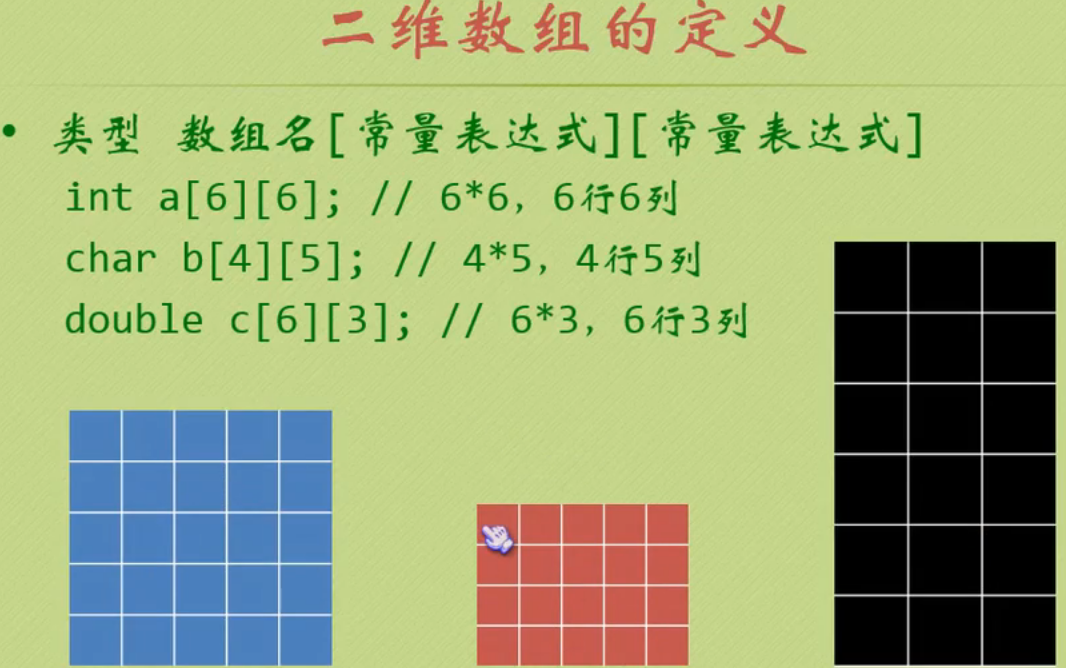 二维数组的定义
• 类型 数组名[常量表达式][常量表达式]
int a[6][6]; // 6*6，6行6列
char b[4][5]; // 4*5，4行5列
double c[6][3]; // 6*3，6行3列